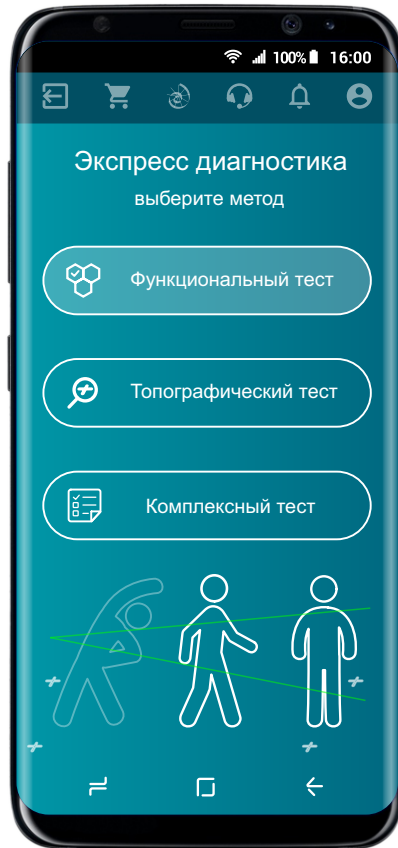 100% 16:00
Экспресс диагностика
выберите метод
Функциональный тест
Топографический тест
Комплексный тест